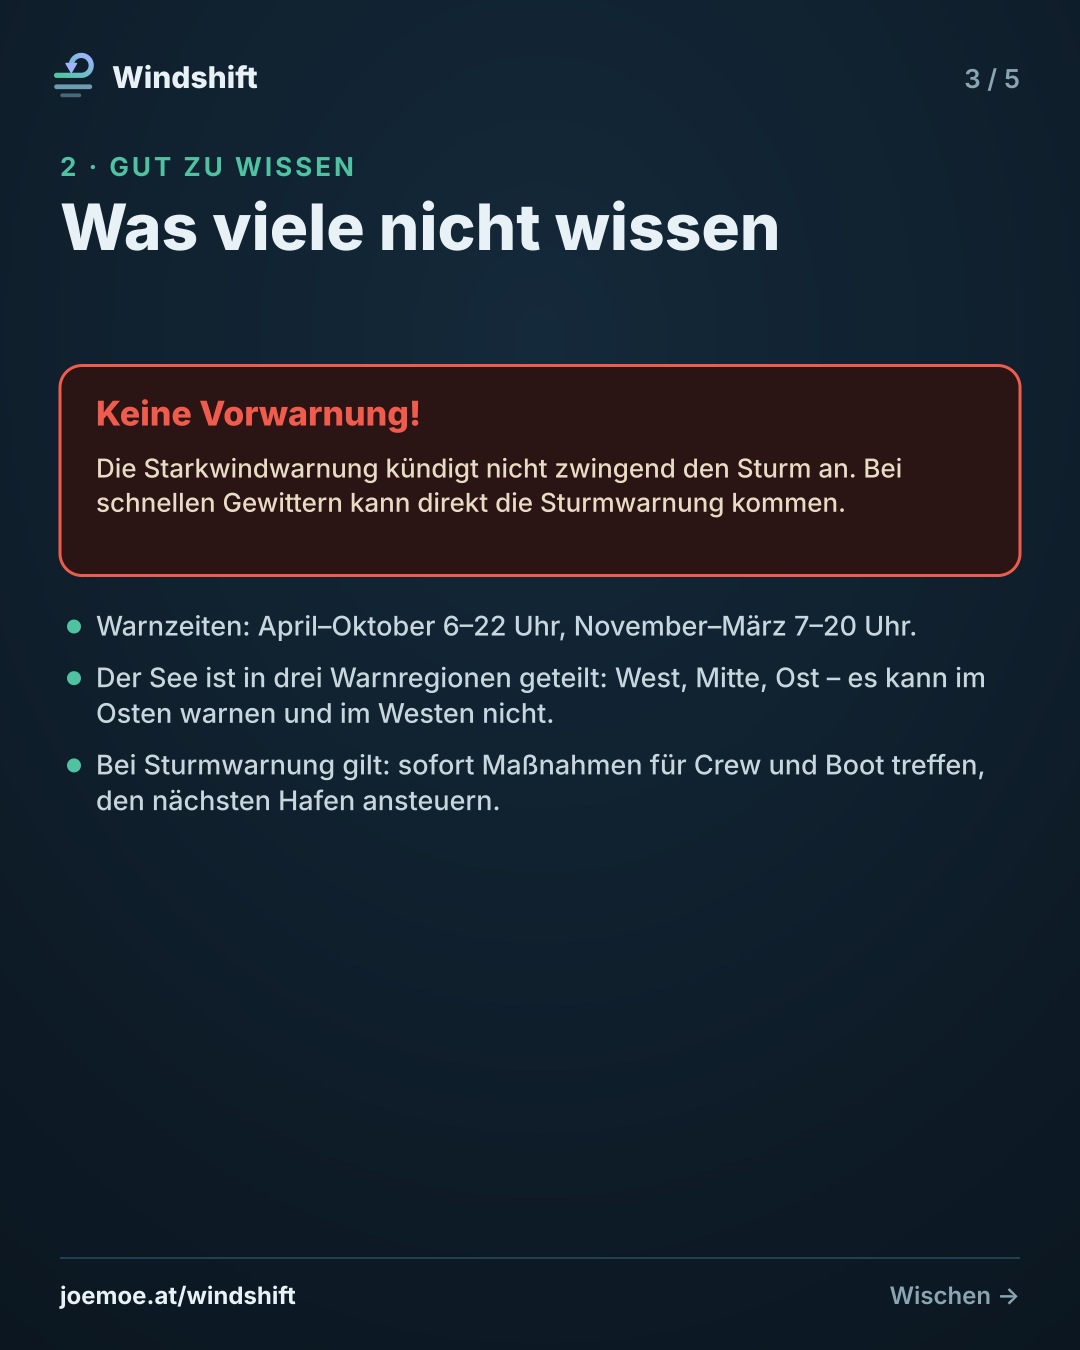 Windshift
3 / 5
2 · GUT ZU WISSEN
Was viele nicht wissen
Keine Vorwarnung!
Die Starkwindwarnung kündigt nicht zwingend den Sturm an. Bei
schnellen Gewittern kann direkt die Sturmwarnung kommen.
Warnzeiten: April–Oktober 6–22 Uhr, November–März 7–20 Uhr.
Der See ist in drei Warnregionen geteilt: West, Mitte, Ost – es kann im
Osten warnen und im Westen nicht.
Bei Sturmwarnung gilt: sofort Maßnahmen für Crew und Boot treffen,
den nächsten Hafen ansteuern.
joemoe.at/windshift
Wischen →